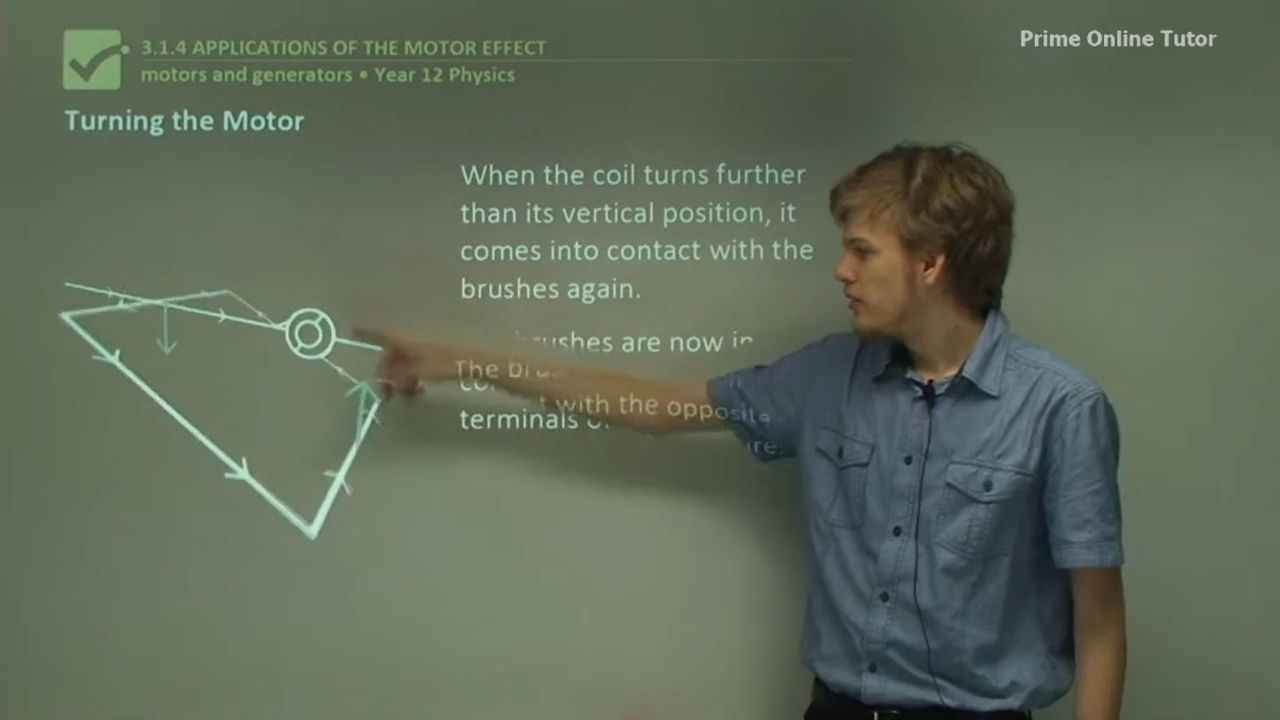 3.1.4 APPLICATIONS OF THE MOTOR EFFECT
motors and generators • Year 12 Physics
Prime Online Tutor
Turning the Motor
When the coil turns further
than its vertical position, it
comes into contact with the
brushes again.
The brushes are now in
with the opposite
terminals